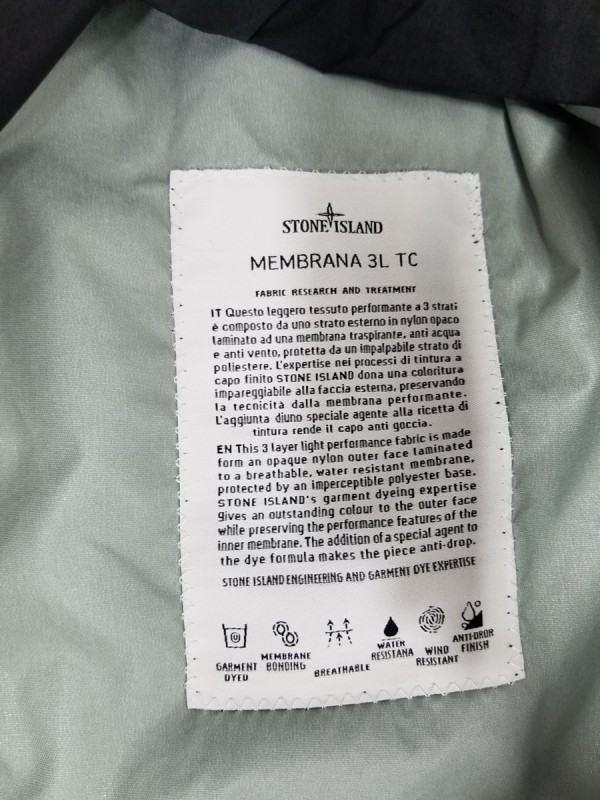 STONE ISLAND
MEMBRANA 3L TC
FABRIC RESEARCH AND TREATMENT
IT Questo leggero tessuto performante a 3 strati
è composto da uno strato esterno in nylon opaco
laminato ad una membrana traspirante, anti acqua
e anti vento, protetta da un impalpabile strato di
poliestere. L'expertise nei processi di tintura a
capo finito STONE ISLAND dona una coloritura
impareggiabile alla faccia esterna, preservando
la tecnicità dalla membrana performante.
L'aggiunta diuno speciale agente alla ricetta di
tintura rende il capo anti goccia.
EN This 3 layer light performance fabric is made
form an opaque nylon outer face laminated
to a breathable, water resistant membrane,
protected by an imperceptible polyester base.
STONE ISLAND's garment dyeing expertise
gives an outstanding colour to the outer face
while preserving the performance features of the
inner membrane. The addition of a special agent to
the dye formula makes the piece anti-drop.
STONE ISLAND ENGINEERING AND GARMENT DYE EXPERTISE
GARMENT
DYED
MEMBRANE
BONDING
BREATHABLE
WATER
RESISTANA
WIND
RESISTANT
ANTI-DROR
FINISH